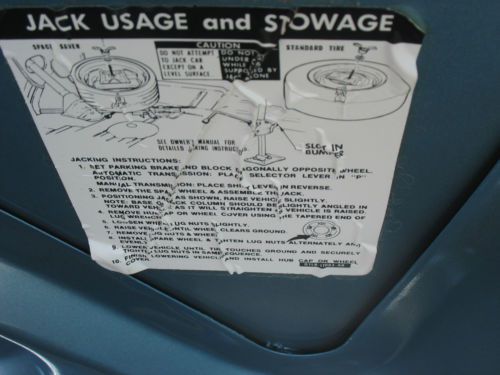 JACK USAGE and STOWAGE
SPACE SAVER
CAUTION
DO NOT ATTEMPT
TO JACK CAR
EXCEPT ON A
LEVEL SURFACE
DO NOT
UNDER
WHILE
SUPPORTED BY
JACK
STANDARD TIRE
SEE OWNER'S MANUAL FOR
DETAILED INSTRUC
SLOT IN
BUMPER
JACKING INSTRUCTIONS:
1. SET PARKING BRAKE AND BLOCK DIAGONALLY OPPOSITE WHEEL.
AUTOMATIC TRANSMISSION: PLACE SELECTOR LEVER IN "P"
POSITION.
MANUAL TRANSMISSION: PLACE SHIFT LEVER IN REVERSE.
2. REMOVE THE SPARE WHEEL & ASSEMBLE THE JACK.
3. POSITIONING JACK AS SHOWN, RAISE VEHICLE SLIGHTLY.
NOTE: BASE OF JACK COLUMN SHOULD BE SLIGHTLY ANGLED IN
TOWARD VEHICLE AS IT WILL STRAIGHTEN AS VEHICLE IS RAISED.
4. REMOVE HUB CAP OR WHEEL COVER USING THE TAPERED END OF
LUG WRENCH.
5. LOOSEN WHEEL LUG NUTS SLIGHTLY.
6. RAISE VEHICLE UNTIL WHEEL CLEARS GROUND.
7. REMOVE LUG NUTS & WHEEL.
8. INSTALL SPARE WHEEL & TIGHTEN LUG NUTS ALTERNATELY AND
EVENLY.
9. LOWER VEHICLE UNTIL TIRE TOUCHES GROUND AND SECURELY
TIGHTEN LUG NUTS IN SAME SEQUENCE.
10. FINISH LOWERING VEHICLE AND INSTALL HUB CAP OR WHEEL
COVER.